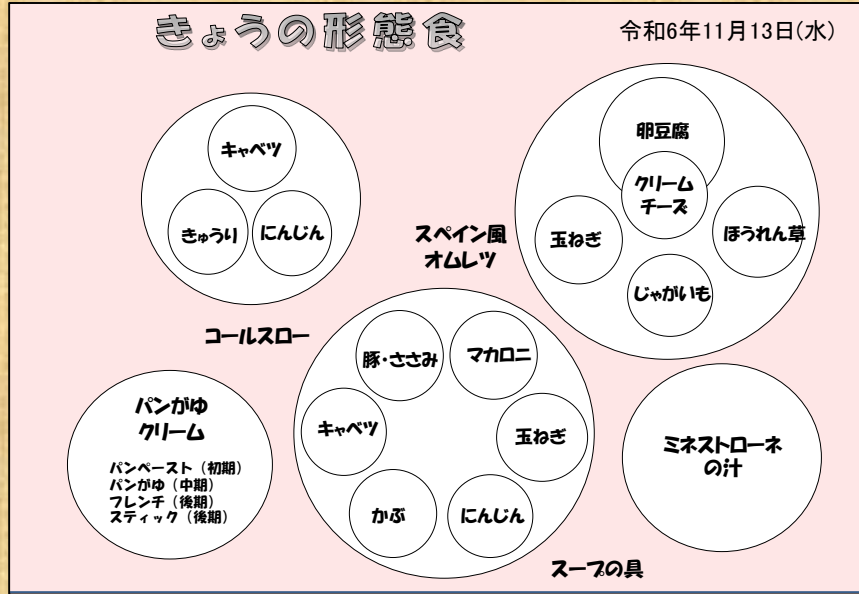 きょうの形態食
令和6年11月13日(水)
キャベツ
きゅうり
にんじん
コールスロー
卵豆腐
クリーム
チーズ
玉ねぎ
ほうれん草
じゃがいも
スペイン風
オムレツ
パンがゆ
クリーム
パンペースト（初期）
パンがゆ（中期）
フレンチ（後期）
スティック（後期）
豚・ささみ
マカロニ
キャベツ
玉ねぎ
かぶ
にんじん
スープの具
ミネストローネ
の汁